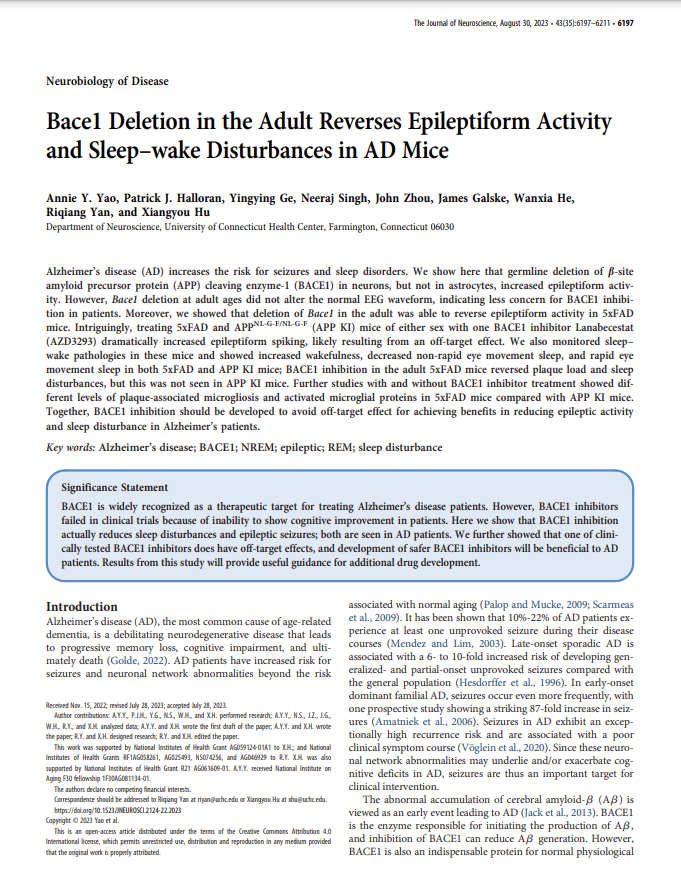 The Journal of Neuroscience, August 30, 2023 • 43(35):6197–6211 • 6197
Neurobiology of Disease
Bace1 Deletion in the Adult Reverses Epileptiform Activity
and Sleep–wake Disturbances in AD Mice
Annie Y. Yao, Patrick J. Halloran, Yingying Ge, Neeraj Singh, John Zhou, James Galske, Wanxia He,
Riqiang Yan, and Xiangyou Hu
Department of Neuroscience, University of Connecticut Health Center, Farmington, Connecticut 06030
Alzheimer's disease (AD) increases the risk for seizures and sleep disorders. We show here that germline deletion of β-site
amyloid precursor protein (APP) cleaving enzyme-1 (BACE1) in neurons, but not in astrocytes, increased epileptiform activ-
ity. However, Bace1 deletion at adult ages did not alter the normal EEG waveform, indicating less concern for BACE1 inhibi-
tion in patients. Moreover, we showed that deletion of Bace1 in the adult was able to reverse epileptiform activity in 5xFAD
mice. Intriguingly, treating 5xFAD and APP^NL-G-F/NL-G-F (APP KI) mice of either sex with one BACE1 inhibitor Lanabecestat
(AZD3293) dramatically increased epileptiform spiking, likely resulting from an off-target effect. We also monitored sleep–
wake pathologies in these mice and showed increased wakefulness, decreased non-rapid eye movement sleep, and rapid eye
movement sleep in both 5xFAD and APP KI mice; BACE1 inhibition in the adult 5xFAD mice reversed plaque load and sleep
disturbances, but this was not seen in APP KI mice. Further studies with and without BACE1 inhibitor treatment showed dif-
ferent levels of plaque-associated microgliosis and activated microglial proteins in 5xFAD mice compared with APP KI mice.
Together, BACE1 inhibition should be developed to avoid off-target effect for achieving benefits in reducing epileptic activity
and sleep disturbance in Alzheimer's patients.
Key words: Alzheimer's disease; BACE1; NREM; epileptic; REM; sleep disturbance
Significance Statement
BACE1 is widely recognized as a therapeutic target for treating Alzheimer's disease patients. However, BACE1 inhibitors
failed in clinical trials because of inability to show cognitive improvement in patients. Here we show that BACE1 inhibition
actually reduces sleep disturbances and epileptic seizures; both are seen in AD patients. We further showed that one of clini-
cally tested BACE1 inhibitors does have off-target effects, and development of safer BACE1 inhibitors will be beneficial to AD
patients. Results from this study will provide useful guidance for additional drug development.
Introduction
Alzheimer's disease (AD), the most common cause of age-related
dementia, is a debilitating neurodegenerative disease that leads
to progressive memory loss, cognitive impairment, and ulti-
mately death (Golde, 2022). AD patients have increased risk for
seizures and neuronal network abnormalities beyond the risk
Received Nov. 15, 2022; revised July 28, 2023; accepted July 28, 2023.
Author contributions: A.Y.Y., P.J.H., Y.G., N.S., W.H., and X.H. performed research; A.Y.Y., N.S., J.Z., J.G.,
W.H., R.Y., and X.H. analyzed data; A.Y.Y. and X.H. wrote the first draft of the paper; A.Y.Y. and X.H. wrote
the paper; R.Y. and X.H. designed research; R.Y. and X.H. edited the paper.
This work was supported by National Institutes of Health Grant AG059124-01A1 to X.H.; and National
Institutes of Health Grants RF1AG058261, AG025493, NS074256, and AG046929 to R.Y. X.H. was also
supported by National Institutes of Health Grant R21 AG061609-01. A.Y.Y. received National Institute on
Aging F30 fellowship 1F30AG081134-01.
The authors declare no competing financial interests.
Correspondence should be addressed to Riqiang Yan at riyan@uchc.edu or Xiangyou Hu at xhu@uchc.edu.
https://doi.org/10.1523/JNEUROSCI.2124-22.2023
Copyright © 2023 Yao et al.
This is an open-access article distributed under the terms of the Creative Commons Attribution 4.0
International license, which permits unrestricted use, distribution and reproduction in any medium provided
that the original work is properly attributed.
associated with normal aging (Palop and Mucke, 2009; Scarmeas
et al., 2009). It has been shown that 10%-22% of AD patients ex-
perience at least one unprovoked seizure during their disease
courses (Mendez and Lim, 2003). Late-onset sporadic AD is
associated with a 6- to 10-fold increased risk of developing gen-
eralized- and partial-onset unprovoked seizures compared with
the general population (Hesdorffer et al., 1996). In early-onset
dominant familial AD, seizures occur even more frequently, with
one prospective study showing a striking 87-fold increase in seiz-
ures (Amatniek et al., 2006). Seizures in AD exhibit an excep-
tionally high recurrence risk and are associated with a poor
clinical symptom course (Vöglein et al., 2020). Since these neuro-
nal network abnormalities may underlie and/or exacerbate cog-
nitive deficits in AD, seizures are thus an important target for
clinical intervention.
The abnormal accumulation of cerebral amyloid-β (Aβ) is
viewed as an early event leading to AD (Jack et al., 2013). BACE1
is the enzyme responsible for initiating the production of Aβ,
and inhibition of BACE1 can reduce Aβ generation. However,
BACE1 is also an indispensable protein for normal physiological